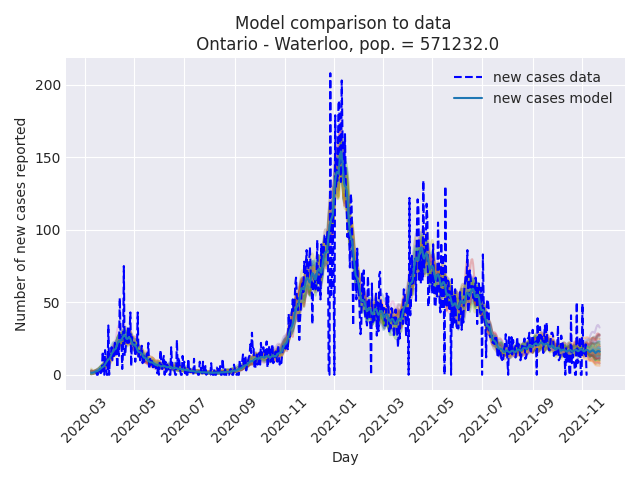 Model comparison to data
Ontario - Waterloo, pop. = 571232.0
new cases data
new cases model
Number of new cases reported
200
150
100
50
0
2020-03
2020-05
2020-07
2020-09
2020-11
2021-01
2021-03
2021-05
2021-07
2021-09
2021-11
Day